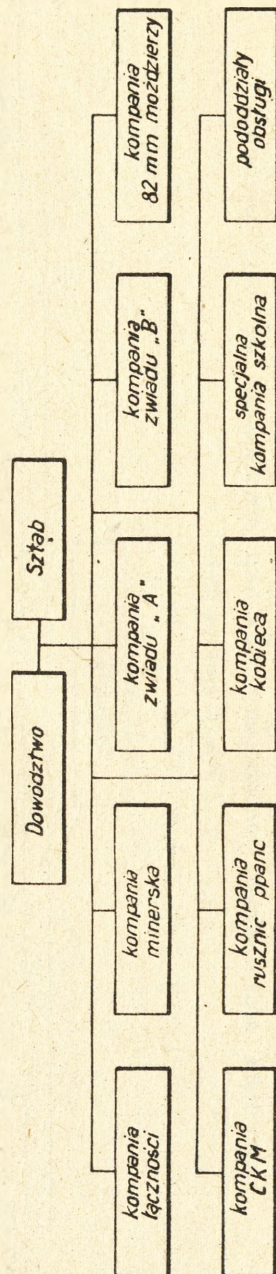 Dowództwo
Sztab
kompania
łączności
kompania
minerska
kompania
zwiadu „A"
kompania
zwiadu „B"
kompania
82 mm moździerzy
kompania
CKM
kompania
rusznic ppanc
kompania
kobieca
specjalna
kompania szkolna
pododdziały
obsługi